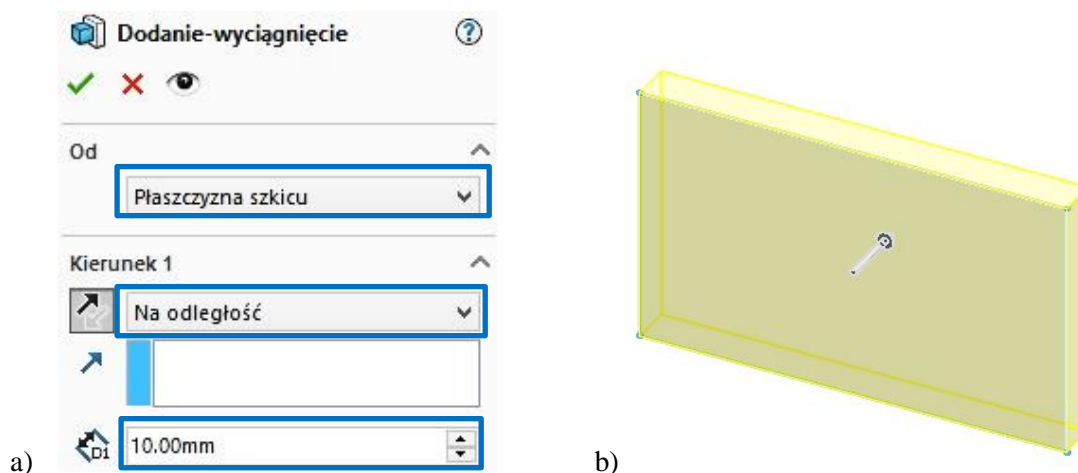 Dodanie-wyciągnięcie ?
Od
Płaszczyzna szkicu
Kierunek 1
Na odległość
D1 10.00mm
a) b)